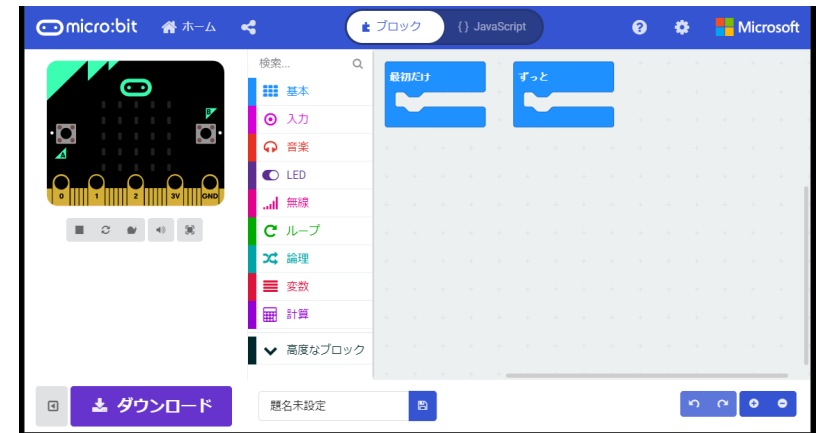 micro:bit ホーム ブロック {} JavaScript Microsoft
検索...
基本
入力
音楽
LED
無線
ループ
論理
変数
計算
高度なブロック
最初だけ
ずっと
B
A
0 1 2 3V GND
ダウンロード
題名未設定